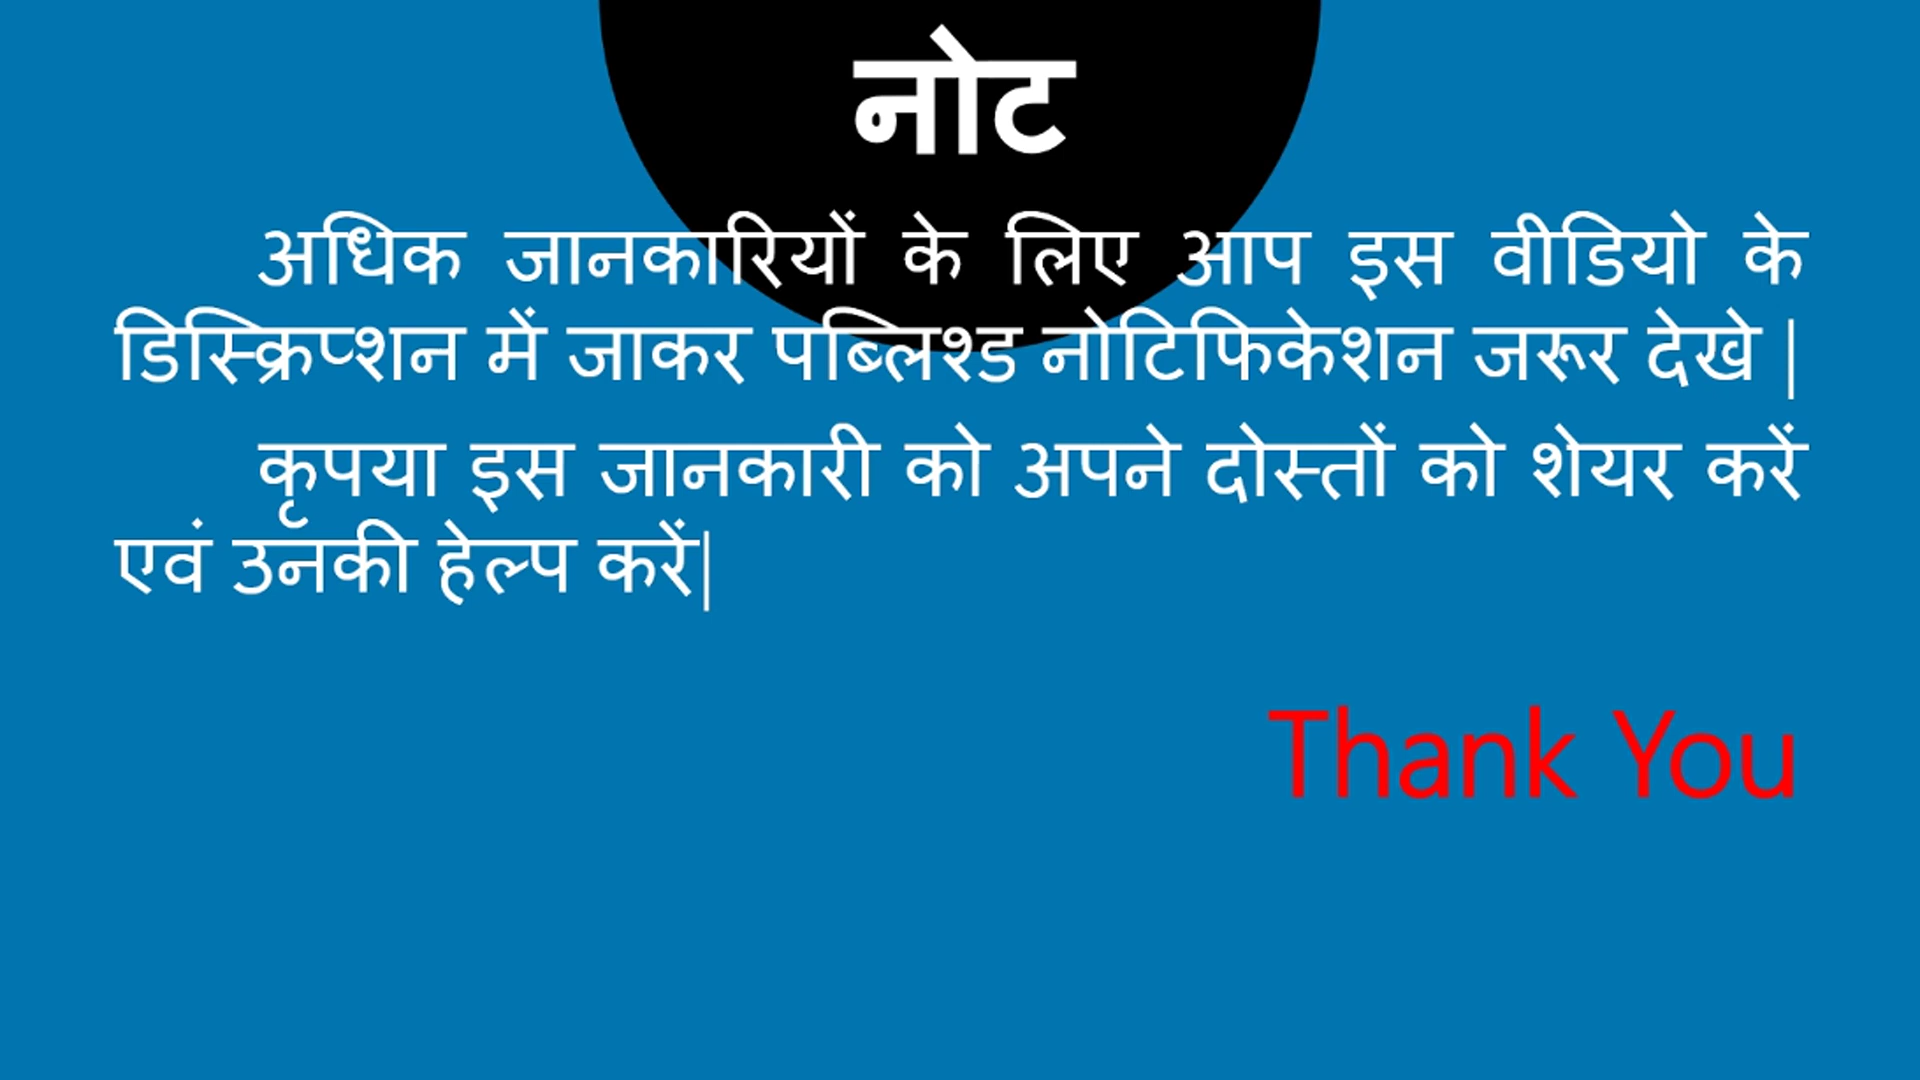 नोट
अधिक जानकारियों के लिए आप इस वीडियो के
डिस्क्रिप्शन में जाकर पब्लिश्ड नोटिफिकेशन जरूर देखे |
कृपया इस जानकारी को अपने दोस्तों को शेयर करें
एवं उनकी हेल्प करें|
Thank You